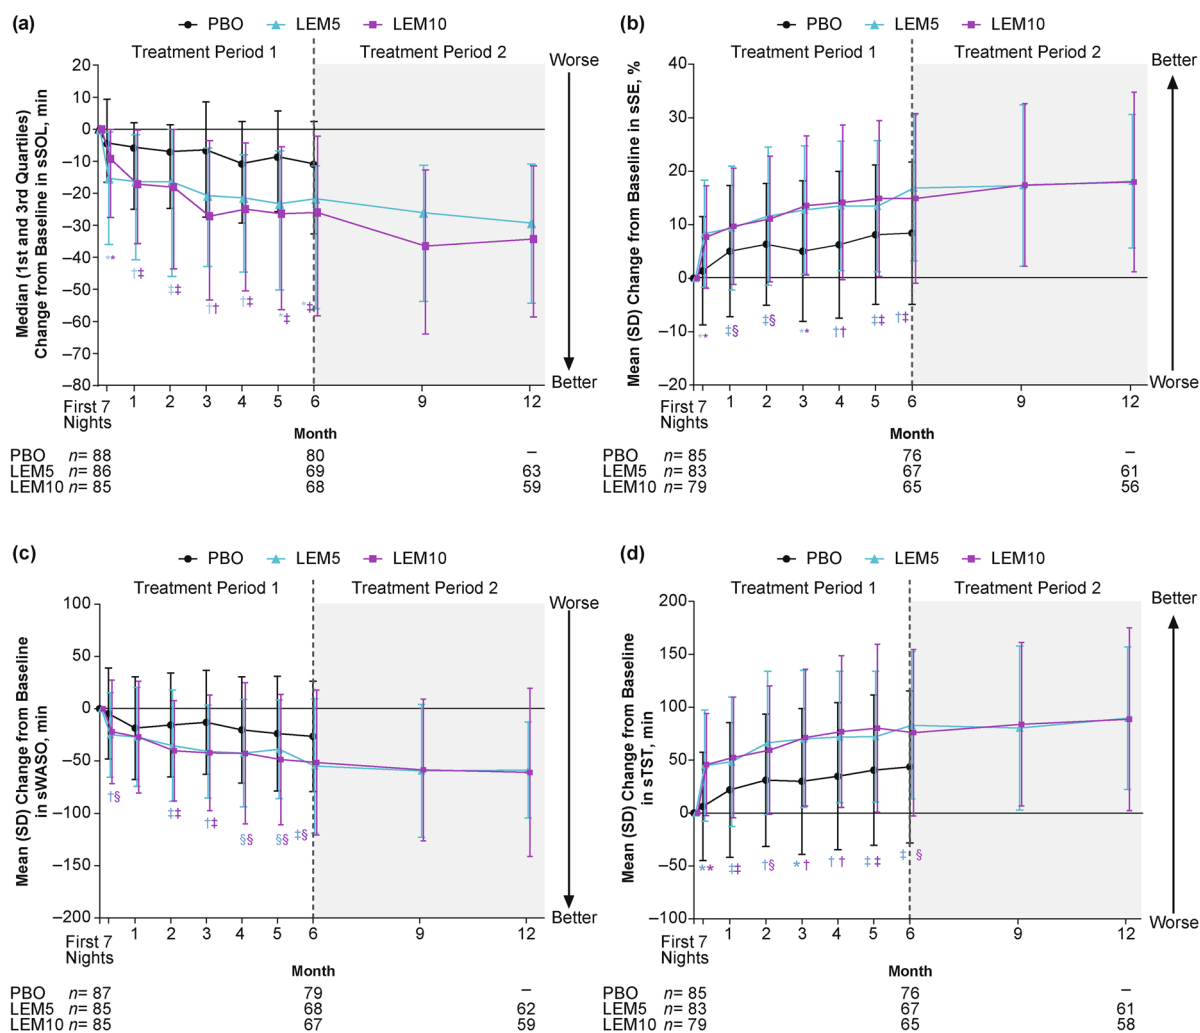 (a)
PBO LEM5 LEM10
Treatment Period 1 Treatment Period 2
Median (1st and 3rd Quartiles)
Change from Baseline in sSOL, min
20
10
0
–10
–20
–30
–40
–50
–60
–70
–80
Worse
Better
** †‡ ‡‡ †† †‡ *‡ *‡
First 7
Nights
1 2 3 4 5 6 9 12
Month
PBO n= 88 80 –
LEM5 n= 86 69 63
LEM10 n= 85 68 59
(b)
PBO LEM5 LEM10
Treatment Period 1 Treatment Period 2
Mean (SD) Change from Baseline in sSE, %
40
30
20
10
0
–10
–20
Better
Worse
** ‡§ ‡§ ** †† ‡‡ †‡
First 7
Nights
1 2 3 4 5 6 9 12
Month
PBO n= 85 76 –
LEM5 n= 83 67 61
LEM10 n= 79 65 56
(c)
PBO LEM5 LEM10
Treatment Period 1 Treatment Period 2
Mean (SD) Change from Baseline
in sWASO, min
100
50
0
–50
–100
–150
–200
Worse
Better
†§ ‡‡ †‡ §§ §§ ‡§
First 7
Nights
1 2 3 4 5 6 9 12
Month
PBO n= 87 79 –
LEM5 n= 85 68 62
LEM10 n= 85 67 59
(d)
PBO LEM5 LEM10
Treatment Period 1 Treatment Period 2
Mean (SD) Change from Baseline
in sTST, min
200
150
100
50
0
–50
–100
Better
Worse
** ‡‡ †§ *† †† ‡‡ ‡ §
First 7
Nights
1 2 3 4 5 6 9 12
Month
PBO n= 85 76 –
LEM5 n= 83 67 61
LEM10 n= 79 65 58